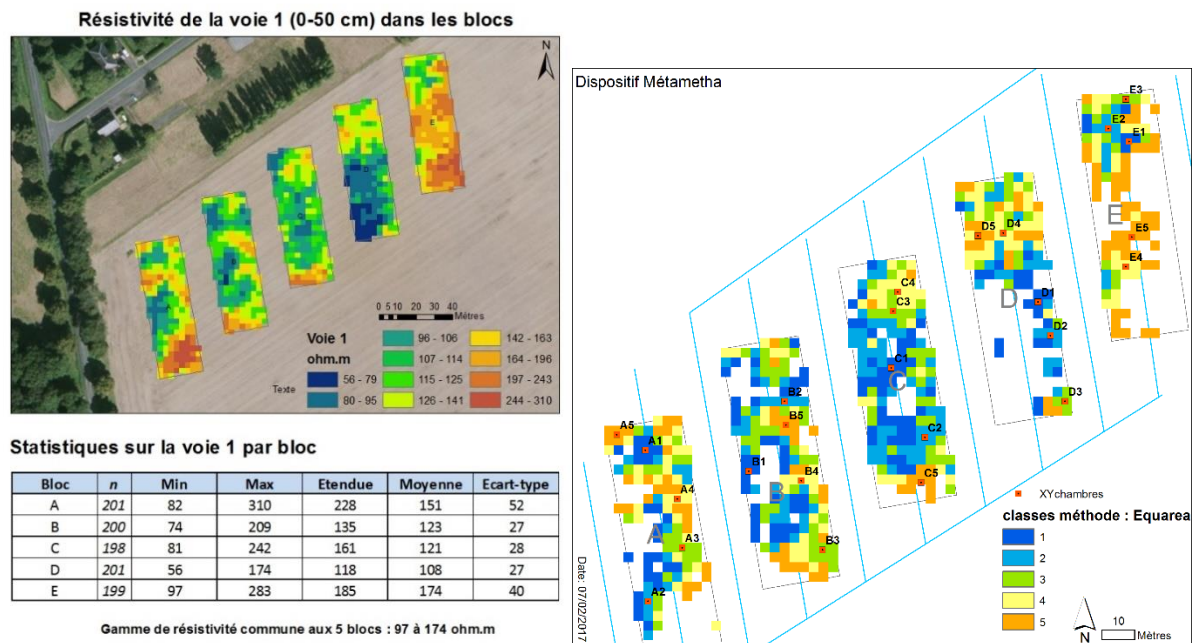 Résistivité de la voie 1 (0-50 cm) dans les blocs
N
E
D
C
B
0 5 10 20 30 40
Mètres
Voie 1
ohm.m
Texte
56 - 79
80 - 95
96 - 106
107 - 114
115 - 125
126 - 141
142 - 163
164 - 196
197 - 243
244 - 310
Statistiques sur la voie 1 par bloc
Bloc n Min Max Etendue Moyenne Ecart-type
A 201 82 310 228 151 52
B 200 74 209 135 123 27
C 198 81 242 161 121 28
D 201 56 174 118 108 27
E 199 97 283 185 174 40
Gamme de résistivité commune aux 5 blocs : 97 à 174 ohm.m
Dispositif Métametha
E3
E2
E1
E
E5
E4
D5
D4
D
D1
D2
D3
C4
C3
C1
C
C2
C5
B2
B5
B1
B4
B
B3
A5
A1
A4
A
A3
A2
XYchambres
classes méthode : Equarea
1
2
3
4
5
N
10
Mètres
Date: 07/02/2017